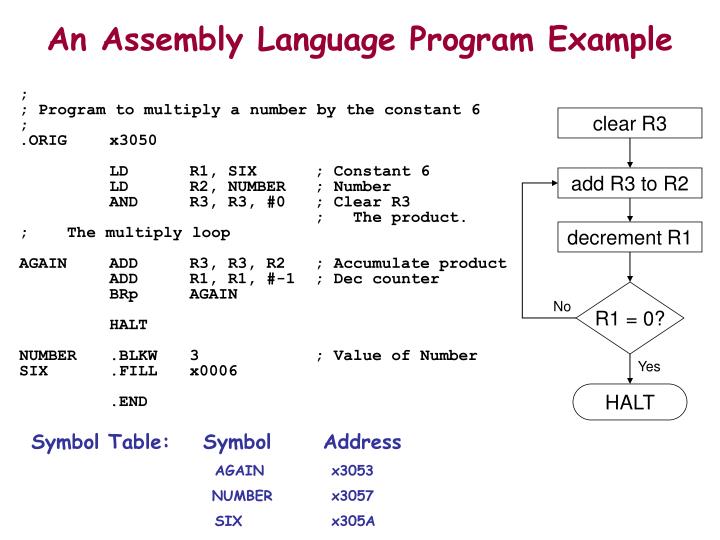 An Assembly Language Program Example
;
; Program to multiply a number by the constant 6
;
.ORIG x3050
LD R1, SIX ; Constant 6
LD R2, NUMBER ; Number
AND R3, R3, #0 ; Clear R3
; The product.
; The multiply loop
AGAIN ADD R3, R3, R2 ; Accumulate product
ADD R1, R1, #-1 ; Dec counter
BRp AGAIN
HALT
NUMBER .BLKW 3 ; Value of Number
SIX .FILL x0006
.END
clear R3
add R3 to R2
decrement R1
No
R1 = 0?
Yes
HALT
Symbol Table: Symbol Address
AGAIN x3053
NUMBER x3057
SIX x305A